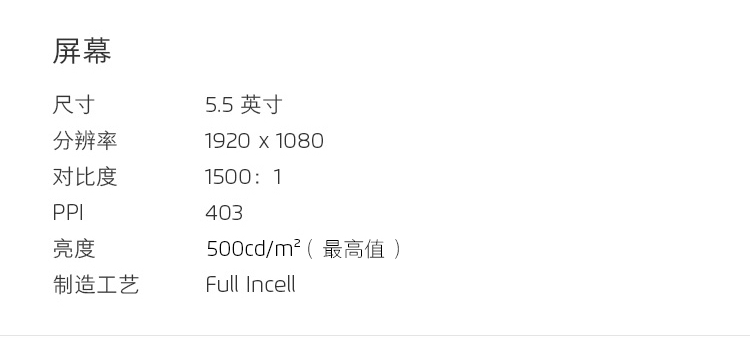 屏幕
尺寸 5.5 英寸
分辨率 1920 x 1080
对比度 1500：1
PPI 403
亮度 500cd/m²（最高值）
制造工艺 Full Incell